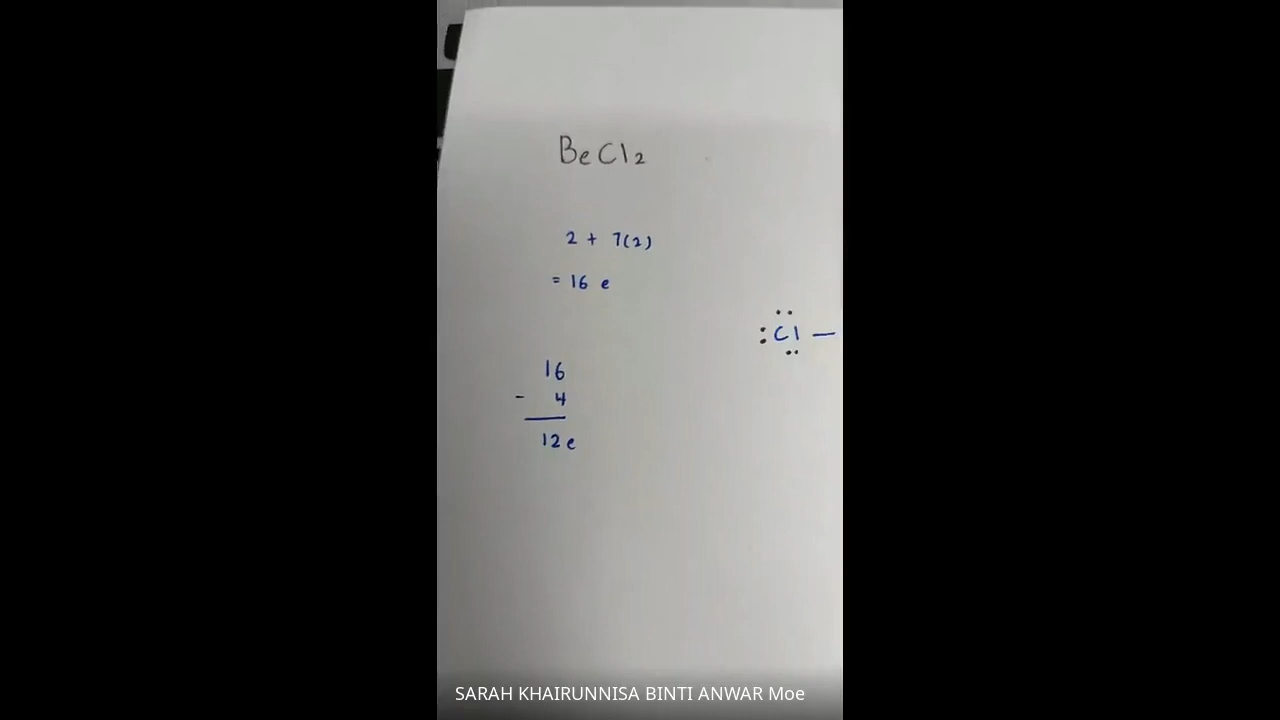 BeCl2
2 + 7(2)
= 16 e
:Cl —
16
- 4
12e
SARAH KHAIRUNNISA BINTI ANWAR Moe